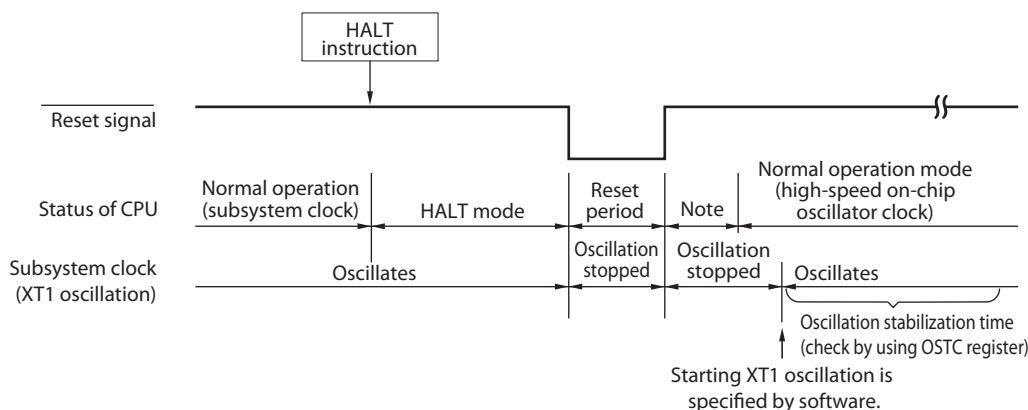 HALT
instruction
Reset signal
Status of CPU
Normal operation
(subsystem clock)
HALT mode
Reset
period
Note
Normal operation mode
(high-speed on-chip
oscillator clock)
Subsystem clock
(XT1 oscillation)
Oscillates
Oscillation
stopped
Oscillation
stopped
Oscillates
Oscillation stabilization time
(check by using OSTC register)
Starting XT1 oscillation is
specified by software.